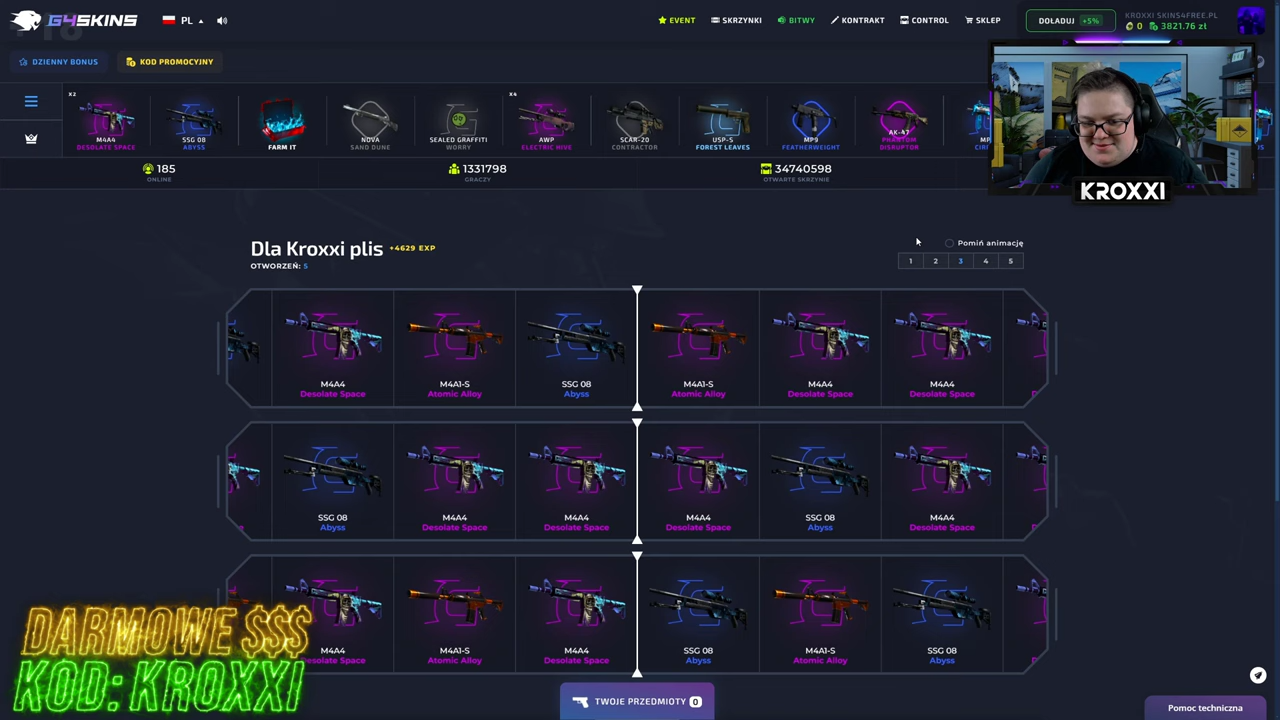 G4SKINS
PL
EVENT
SKRZYNKI
BITWY
KONTRAKT
CONTROL
SKLEP
DOŁADUJ +5%
KROXXI SKINS4FREE.PL
0 3821.76 zł
DZIENNY BONUS
KOD PROMOCYJNY
X2
M4A4
DESOLATE SPACE
SSG 08
ABYSS
FARM IT
NOVA
SAND DUNE
SEALED GRAFFITI
WORRY
X4
AWP
ELECTRIC HIVE
SCAR-20
CONTRACTOR
USP-S
FOREST LEAVES
MP9
FEATHERWEIGHT
AK-47
PHANTOM
DISRUPTOR
KROXXI
185
ONLINE
1331798
GRACZY
34740598
OTWARTE SKRZYNIE
Dla Kroxxi plis +4629 EXP
OTWORZEŃ: 5
Pomiń animację
1 2 3 4 5
M4A4
Desolate Space
M4A1-S
Atomic Alloy
SSG 08
Abyss
M4A1-S
Atomic Alloy
M4A4
Desolate Space
M4A4
Desolate Space
SSG 08
Abyss
M4A4
Desolate Space
M4A4
Desolate Space
M4A4
Desolate Space
SSG 08
Abyss
M4A4
Desolate Space
M4A4
esolate Space
M4A1-S
Atomic Alloy
M4A4
Desolate Space
SSG 08
Abyss
M4A1-S
Atomic Alloy
SSG 08
Abyss
DARMOWE $$$
KOD: KROXXI
TWOJE PRZEDMIOTY 0
Pomoc techniczna